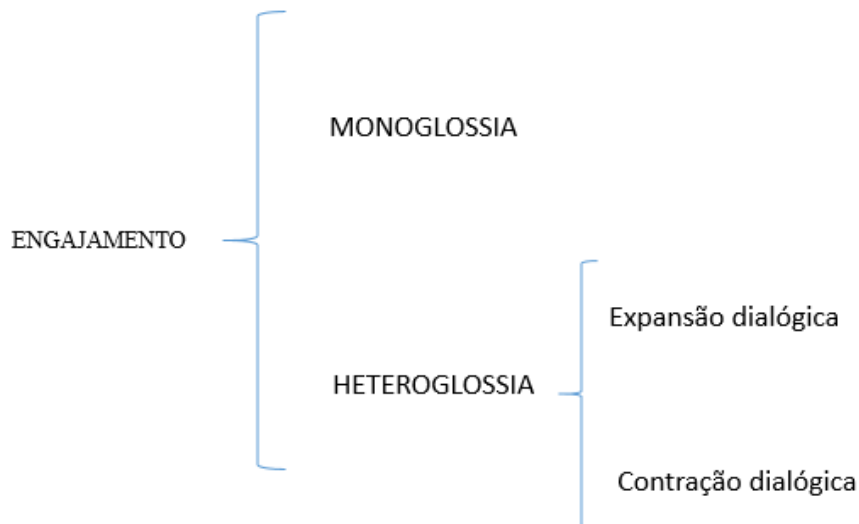 MONOGLOSSIA
ENGAJAMENTO
Expansão dialógica
HETEROGLOSSIA
Contração dialógica